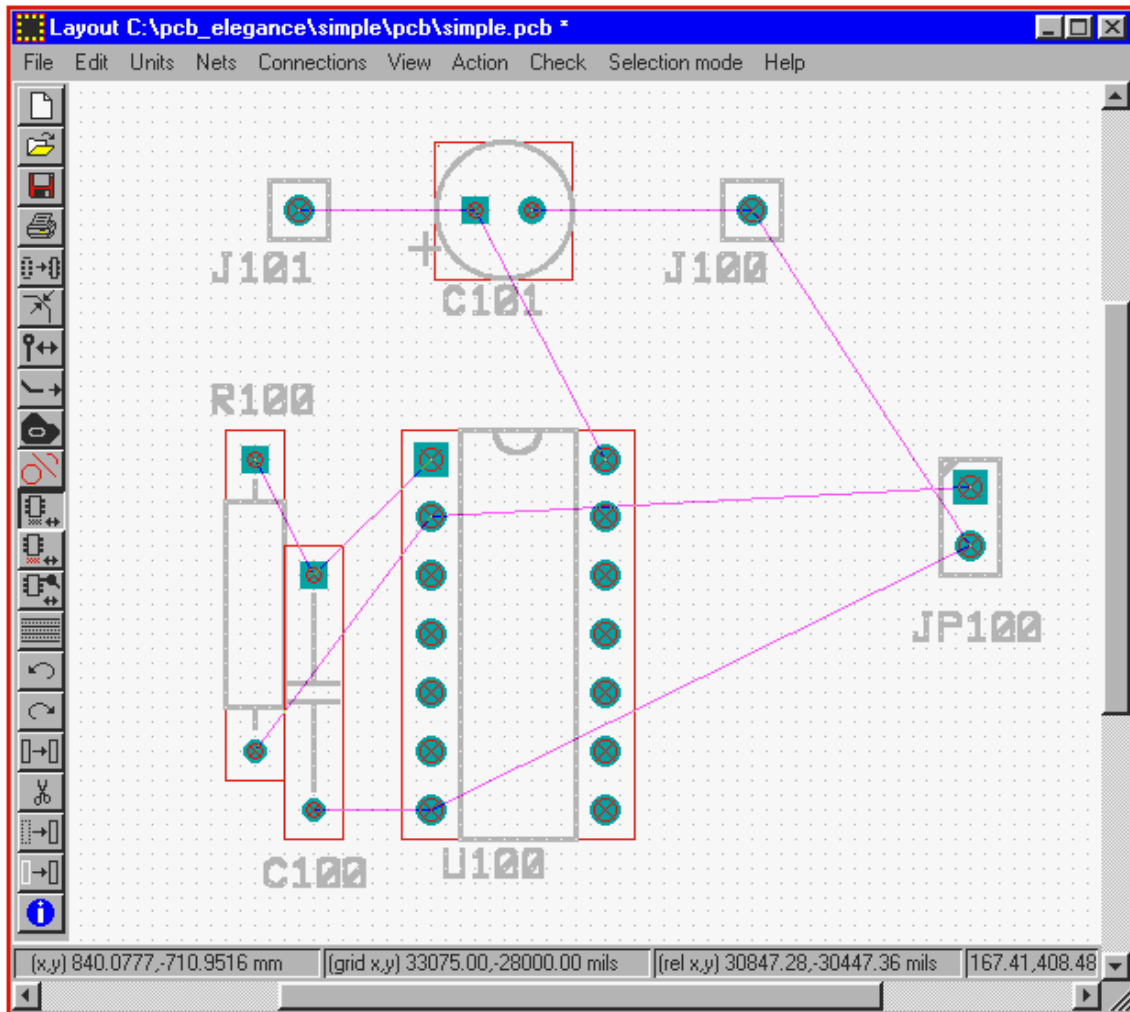 Layout C:\pcb_elegance\simple\pcb\simple.pcb *
File Edit Units Nets Connections View Action Check Selection mode Help
J101
C101
J100
R100
JP100
C100
U100
(x,y) 840.0777,-710.9516 mm (grid x,y) 33075.00,-28000.00 mils (rel x,y) 30847.28,-30447.36 mils 167.41,408.48